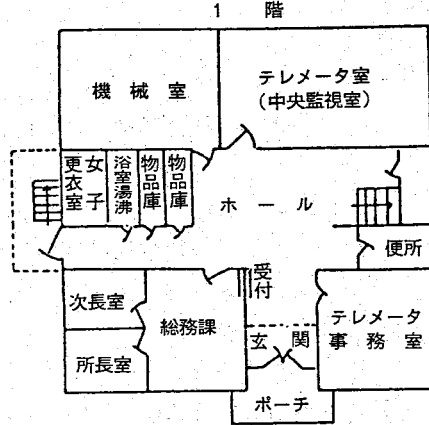 1 階
機 械 室
テレメータ室
(中央監視室)
女子
更衣室
浴室湯沸
物品庫
物品庫
ホ ー ル
便所
受付
次長室
総務課
所長室
テレメータ
事 務 室
玄 関
ポーチ